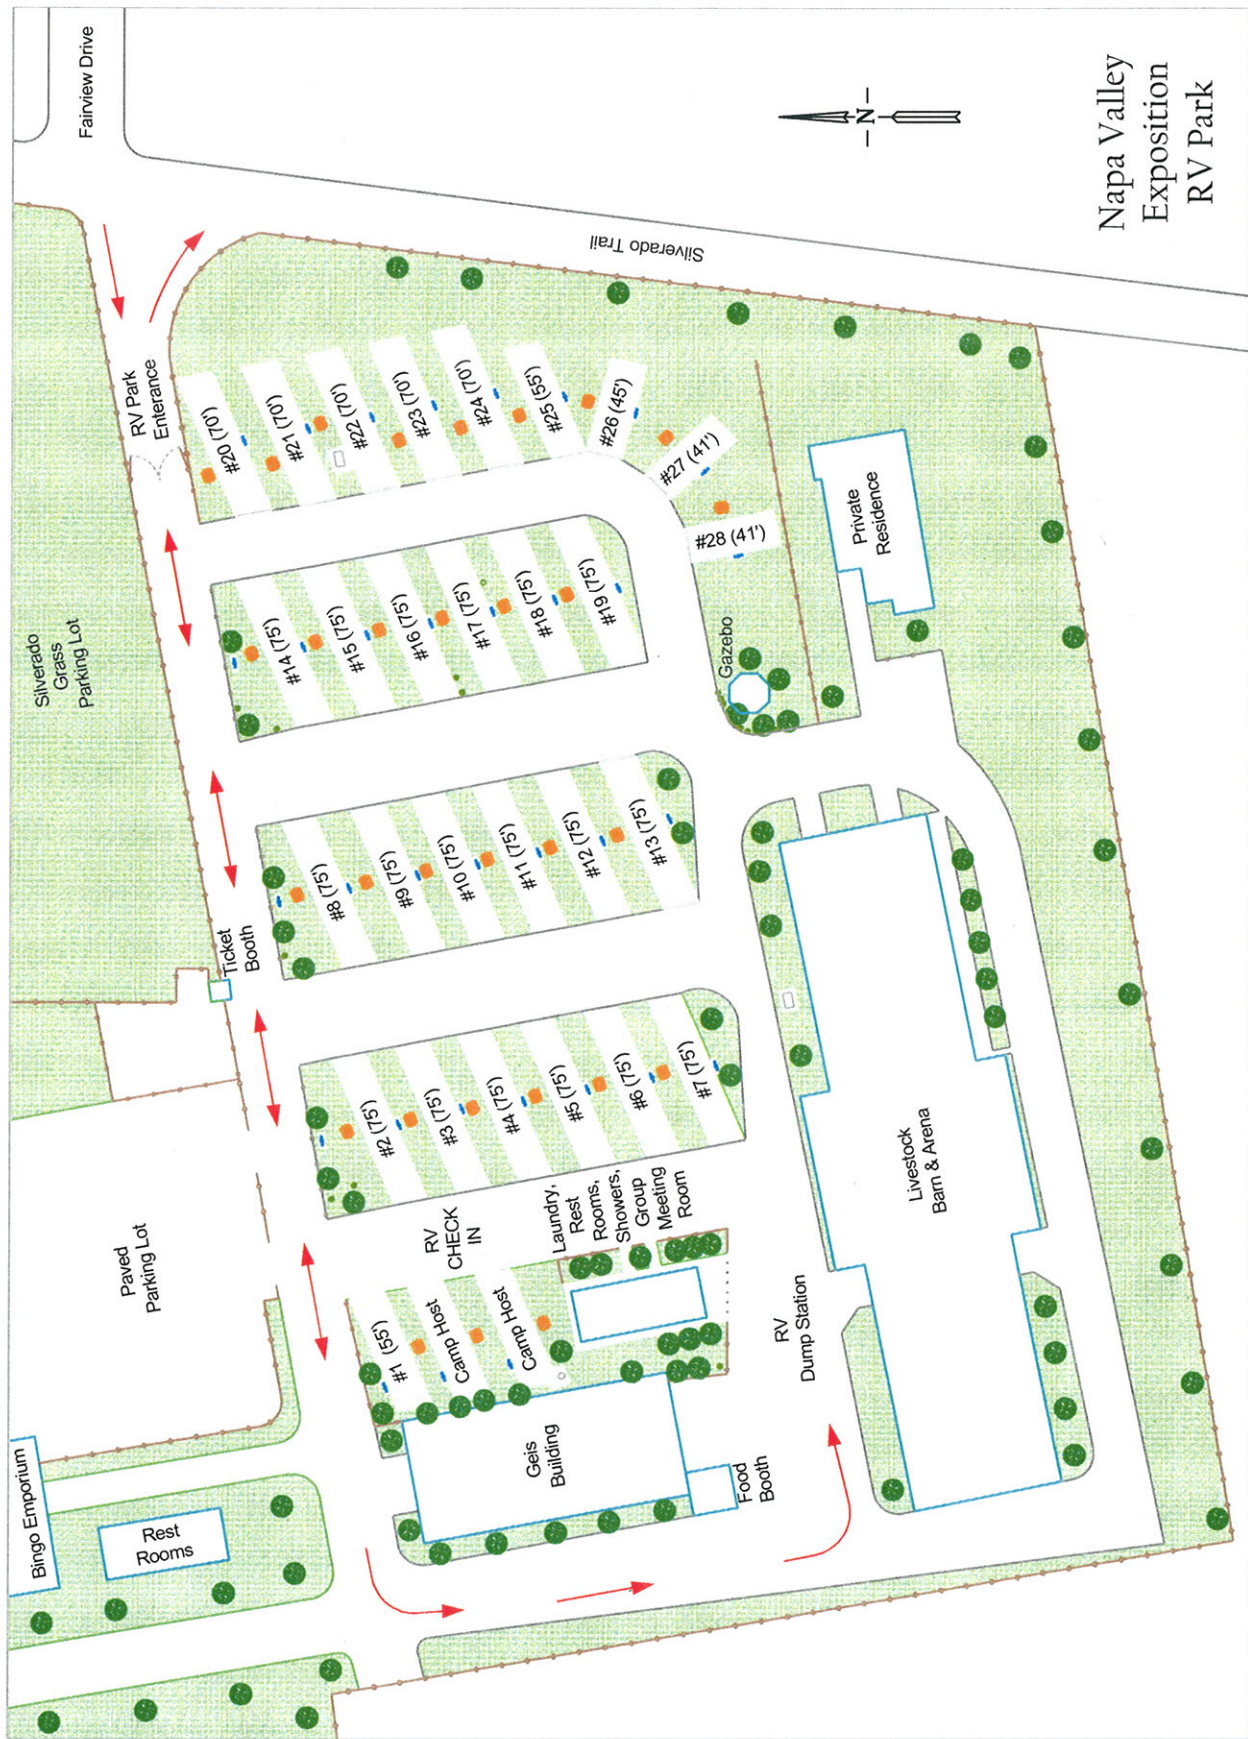 Fairview Drive
Napa Valley
Exposition
RV Park
N
Silverado Trail
Silverado
Grass
Parking Lot
RV Park
Enterance
#20 (70')
#21 (70')
#22 (70')
#23 (70')
#24 (70')
#25 (55')
#26 (45')
#27 (41')
#28 (41')
#14 (75')
#15 (75')
#16 (75')
#17 (75')
#18 (75')
#19 (75')
Private
Residence
Gazebo
Ticket
Booth
#8 (75')
#9 (75')
#10 (75')
#11 (75')
#12 (75')
#13 (75')
Paved
Parking Lot
#2 (75')
#3 (75')
#4 (75')
#5 (75')
#6 (75')
#7 (75')
RV
CHECK
IN
Laundry,
Rest
Rooms,
Showers,
Group
Meeting
Room
#1 (55')
Camp Host
Camp Host
Livestock
Barn & Arena
RV
Dump Station
Geis
Building
Food
Booth
Bingo Emporium
Rest
Rooms